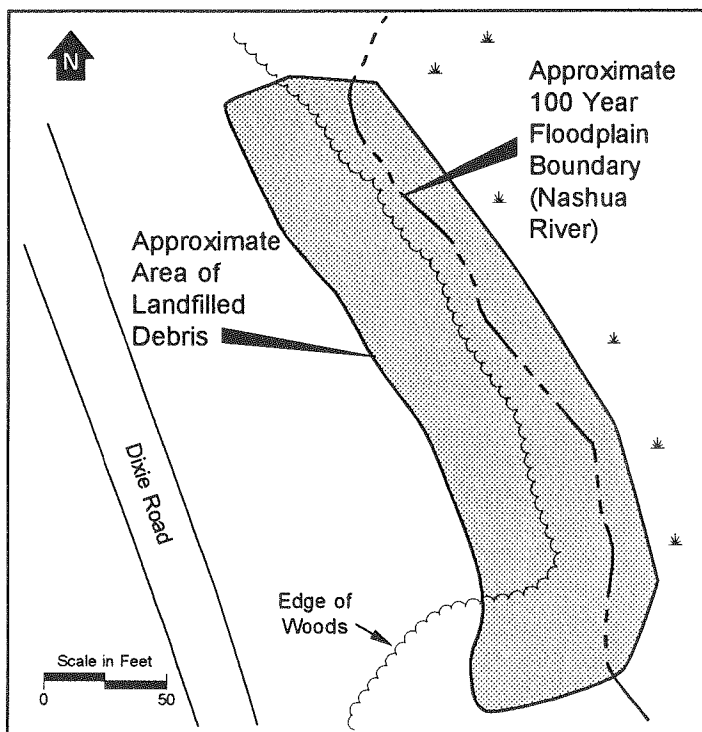 N
Approximate
100 Year
Floodplain
Boundary
(Nashua
River)
Approximate
Area of
Landfilled
Debris
Dixie Road
Edge of
Woods
Scale in Feet
0 50